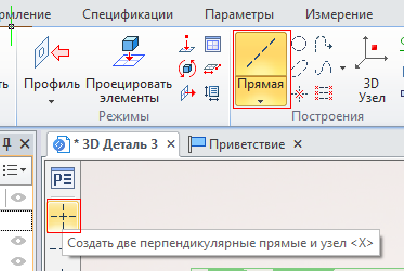 рмление Спецификации Параметры Измерение
ть Профиль Проецировать элементы Прямая 3D Узел
Режимы Построения
* 3D Деталь 3 Приветствие
Создать две перпендикулярные прямые и узел <X>